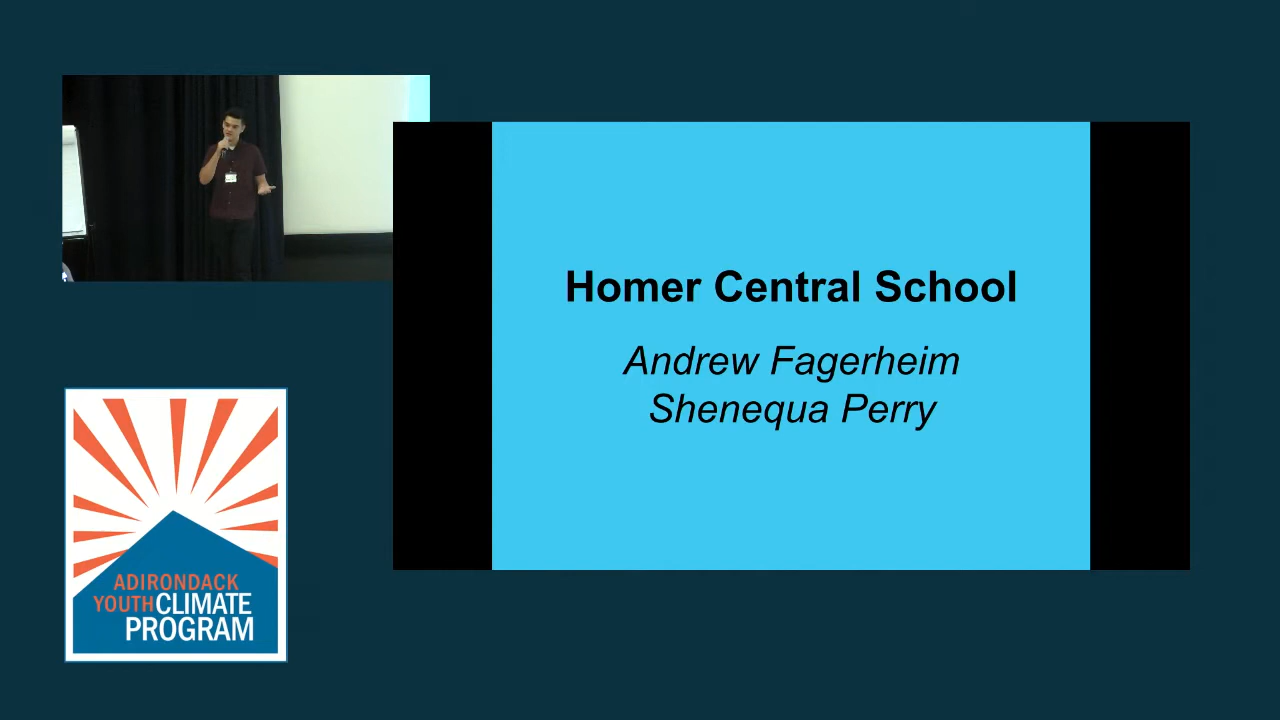 Homer Central School
Andrew Fagerheim
Shenequa Perry
ADIRONDACK
YOUTH CLIMATE
PROGRAM